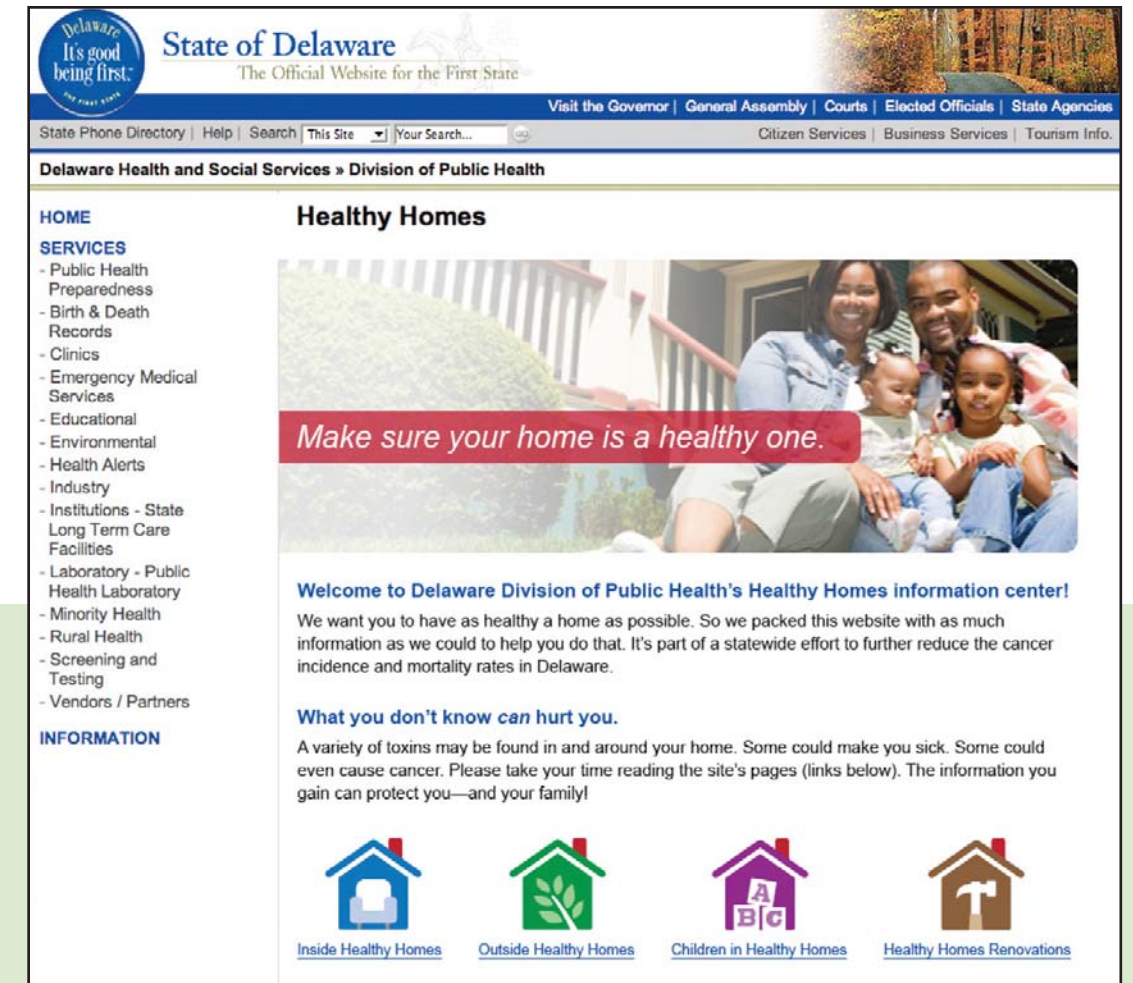 Delaware
It's good
being first.
THE FIRST STATE
State of Delaware
The Official Website for the First State
Visit the Governor | General Assembly | Courts | Elected Officials | State Agencies
State Phone Directory | Help | Search This Site Your Search... GO
Citizen Services | Business Services | Tourism Info.
Delaware Health and Social Services » Division of Public Health
HOME
SERVICES
- Public Health
Preparedness
- Birth & Death
Records
- Clinics
- Emergency Medical
Services
- Educational
- Environmental
- Health Alerts
- Industry
- Institutions - State
Long Term Care
Facilities
- Laboratory - Public
Health Laboratory
- Minority Health
- Rural Health
- Screening and
Testing
- Vendors / Partners
INFORMATION
Healthy Homes
Make sure your home is a healthy one.
Welcome to Delaware Division of Public Health's Healthy Homes information center!
We want you to have as healthy a home as possible. So we packed this website with as much
information as we could to help you do that. It's part of a statewide effort to further reduce the cancer
incidence and mortality rates in Delaware.
What you don't know can hurt you.
A variety of toxins may be found in and around your home. Some could make you sick. Some could
even cause cancer. Please take your time reading the site's pages (links below). The information you
gain can protect you—and your family!
A
B C
Inside Healthy Homes
Outside Healthy Homes
Children in Healthy Homes
Healthy Homes Renovations